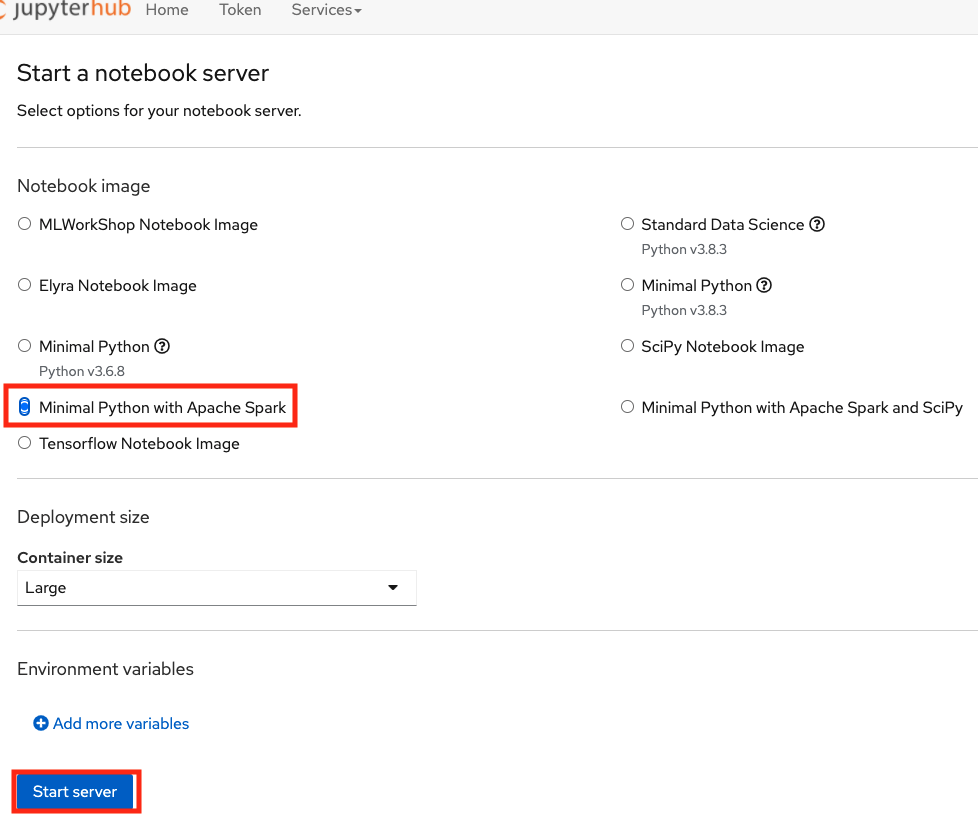 jupyterhub Home Token Services
Start a notebook server
Select options for your notebook server.
Notebook image
MLWorkShop Notebook Image
Standard Data Science
Python v3.8.3
Elyra Notebook Image
Minimal Python
Python v3.8.3
Minimal Python
Python v3.6.8
SciPy Notebook Image
Minimal Python with Apache Spark
Minimal Python with Apache Spark and SciPy
Tensorflow Notebook Image
Deployment size
Container size
Large
Environment variables
Add more variables
Start server